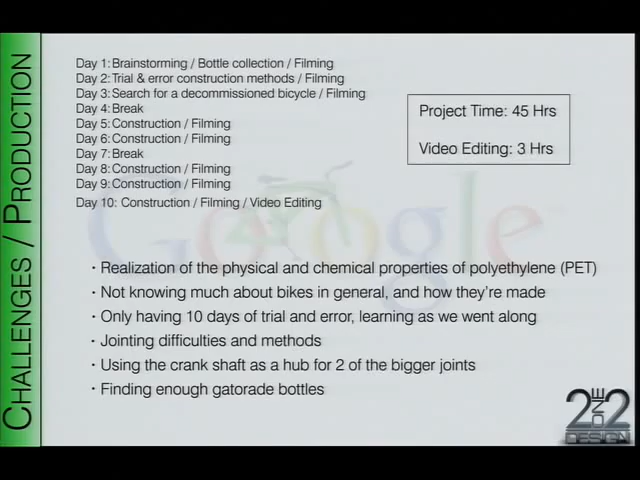 CHALLENGES / PRODUCTION
Day 1: Brainstorming / Bottle collection / Filming
Day 2: Trial & error construction methods / Filming
Day 3: Search for a decommissioned bicycle / Filming
Day 4: Break
Day 5: Construction / Filming
Day 6: Construction / Filming
Day 7: Break
Day 8: Construction / Filming
Day 9: Construction / Filming
Day 10: Construction / Filming / Video Editing
Project Time: 45 Hrs
Video Editing: 3 Hrs
Google
· Realization of the physical and chemical properties of polyethylene (PET)
· Not knowing much about bikes in general, and how they're made
· Only having 10 days of trial and error, learning as we went along
· Jointing difficulties and methods
· Using the crank shaft as a hub for 2 of the bigger joints
· Finding enough gatorade bottles
2ONE2
DESIGN